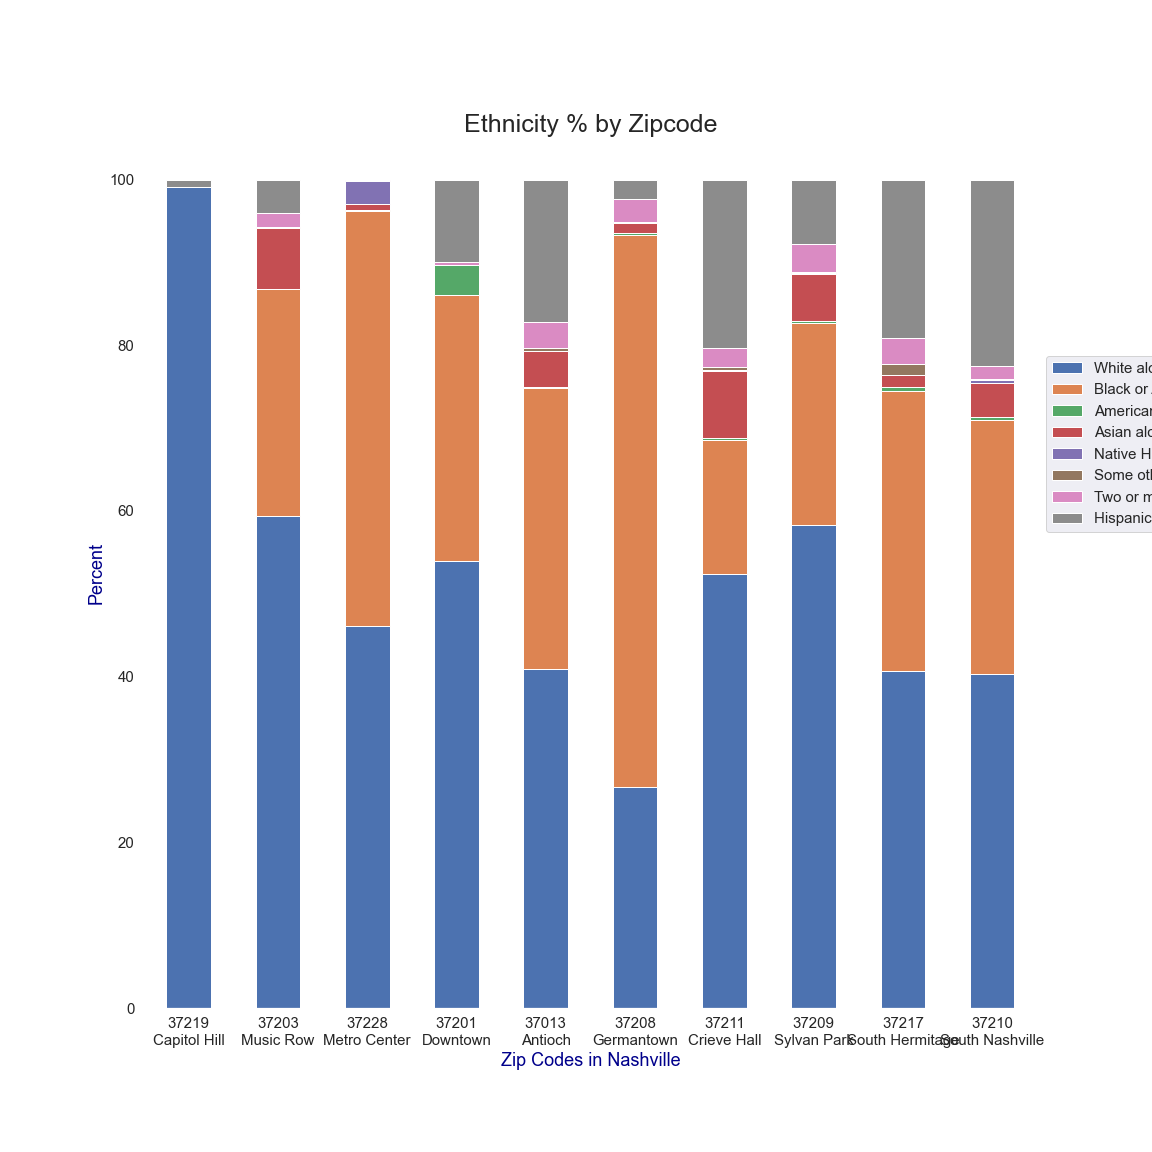 Ethnicity % by Zipcode
100
80
60
40
20
0
Percent
37219
Capitol Hill
37203
Music Row
37228
Metro Center
37201
Downtown
37013
Antioch
37208
Germantown
37211
Crieve Hall
37209
Sylvan Park
37217
South Hermitage
37210
South Nashville
Zip Codes in Nashville
White alo
Black or
American
Asian alo
Native H
Some oth
Two or m
Hispanic